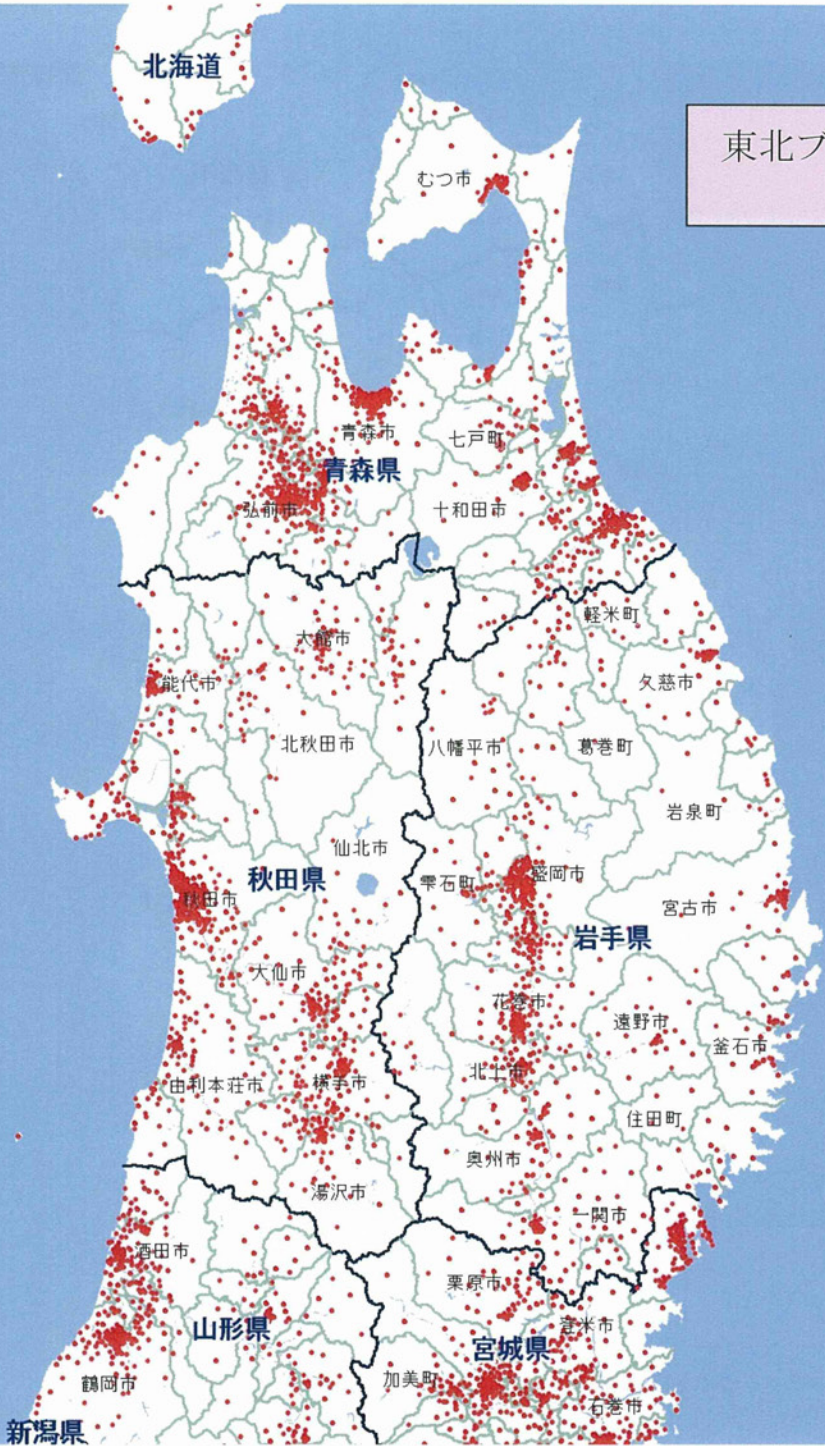 北海道
東北ブ
むつ市
青森市
七戸町
青森県
弘前市
十和田市
軽米町
大館市
能代市
久慈市
北秋田市
八幡平市
葛巻町
岩泉町
仙北市
秋田県
雫石町
盛岡市
秋田市
宮古市
岩手県
大仙市
花巻市
遠野市
釜石市
北上市
由利本荘市
横手市
住田町
奥州市
湯沢市
一関市
酒田市
栗原市
山形県
登米市
宮城県
加美町
鶴岡市
石巻市
新潟県